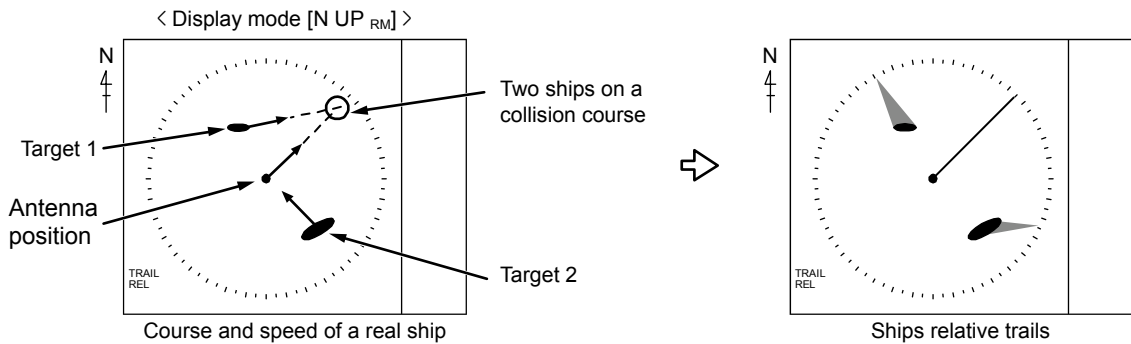 < Display mode [N UP RM] >
N
Two ships on a
collision course
Target 1
Antenna
position
Target 2
TRAIL
REL
Course and speed of a real ship
N
TRAIL
REL
Ships relative trails